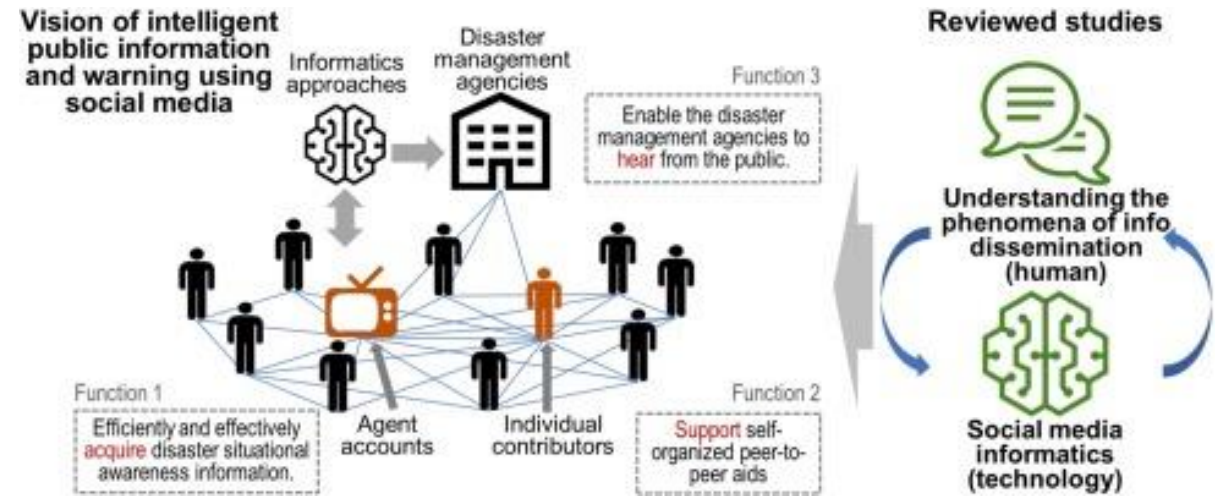 Vision of intelligent
public information
and warning using
social media
Informatics
approaches
Disaster
management
agencies
Function 3
Enable the disaster
management agencies to
hear from the public.
Function 1
Efficiently and effectively
acquire disaster situational
awareness information.
Agent
accounts
Individual
contributors
Function 2
Support self-
organized peer-to-
peer aids
Reviewed studies
Understanding the
phenomena of info
dissemination
(human)
Social media
informatics
(technology)